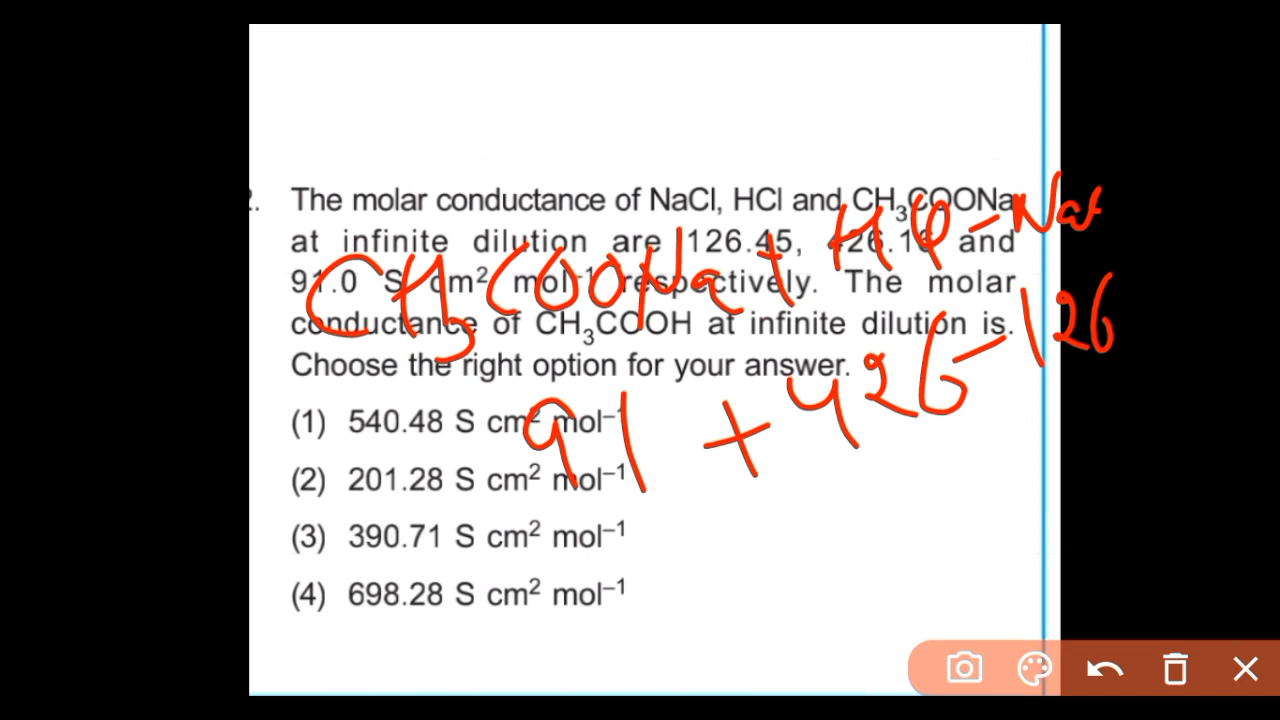 2. The molar conductance of NaCl, HCl and CH₃COONa
at infinite dilution are 126.45, 426.16 and
91.0 S cm² mol⁻¹ respectively. The molar
conductance of CH₃COOH at infinite dilution is.
Choose the right option for your answer.
(1) 540.48 S cm² mol⁻¹
(2) 201.28 S cm² mol⁻¹
(3) 390.71 S cm² mol⁻¹
(4) 698.28 S cm² mol⁻¹
CH3COONa + HCl - NaCl
91 + 426 - 126